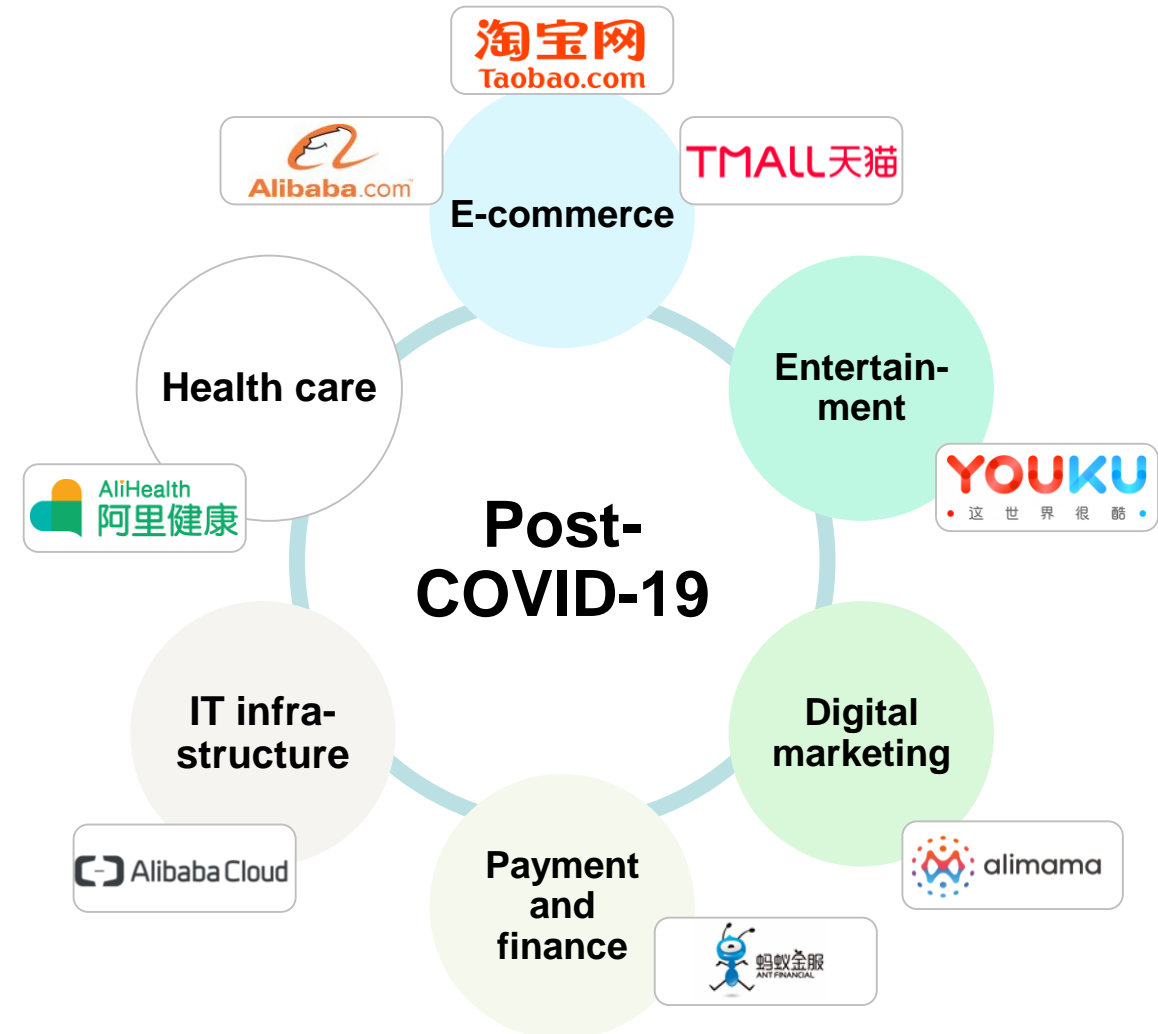 淘宝网
Taobao.com
Alibaba.com
TMALL天猫
E-commerce
Entertain-
ment
YOUKU
这世界很酷
Digital
marketing
alimama
Payment
and
finance
蚂蚁金服
ANT FINANCIAL
IT infra-
structure
Alibaba Cloud
Health care
AliHealth
阿里健康
Post-
COVID-19